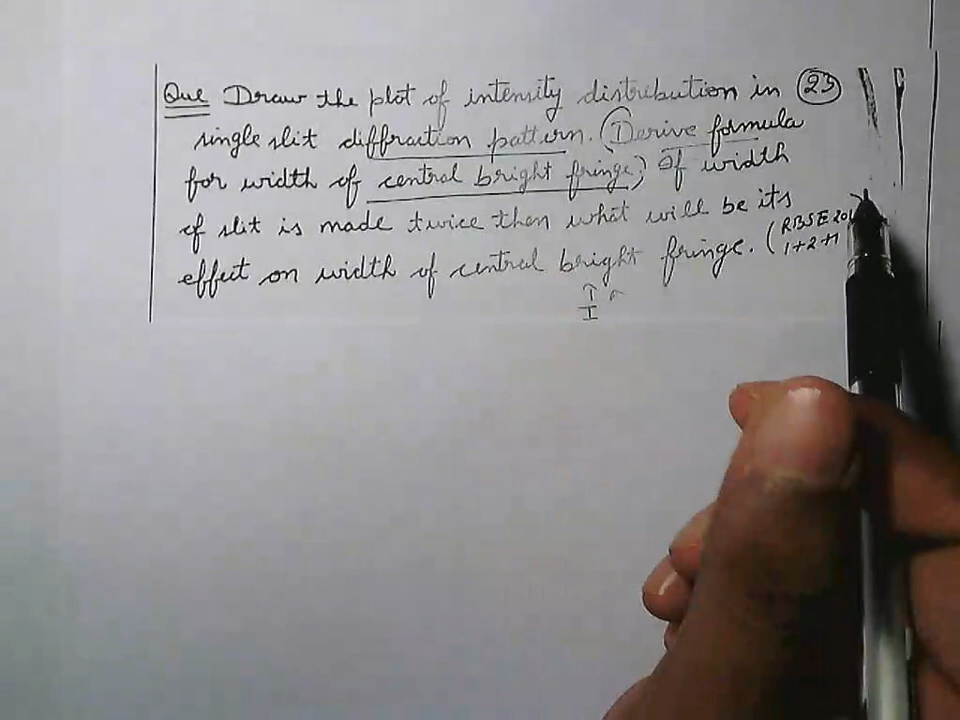 Que Draw the plot of intensity distribution in 23
single slit diffraction pattern. (Derive formula
for width of central bright fringe;) If width
of slit is made twice then what will be its
effect on width of central bright fringe. (RBSE
1+2+1
I
I